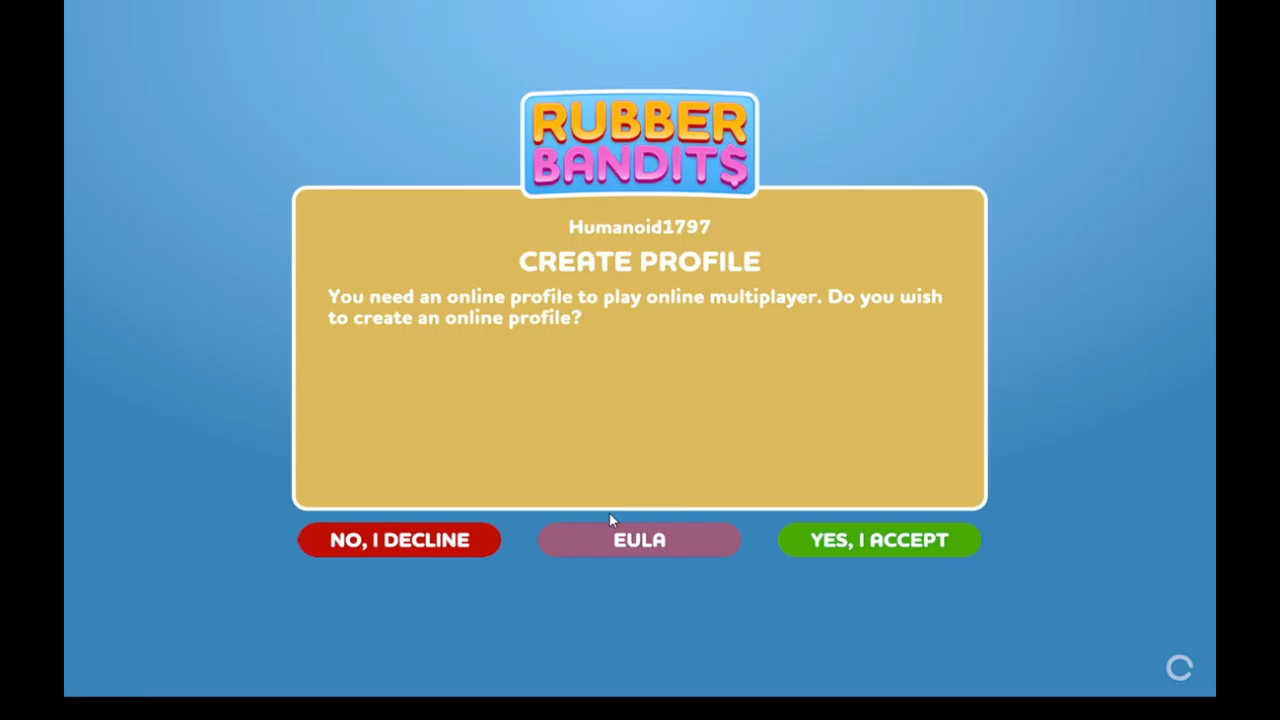 RUBBER
BANDIT$
Humanoid1797
CREATE PROFILE
You need an online profile to play online multiplayer. Do you wish
to create an online profile?
NO, I DECLINE
EULA
YES, I ACCEPT